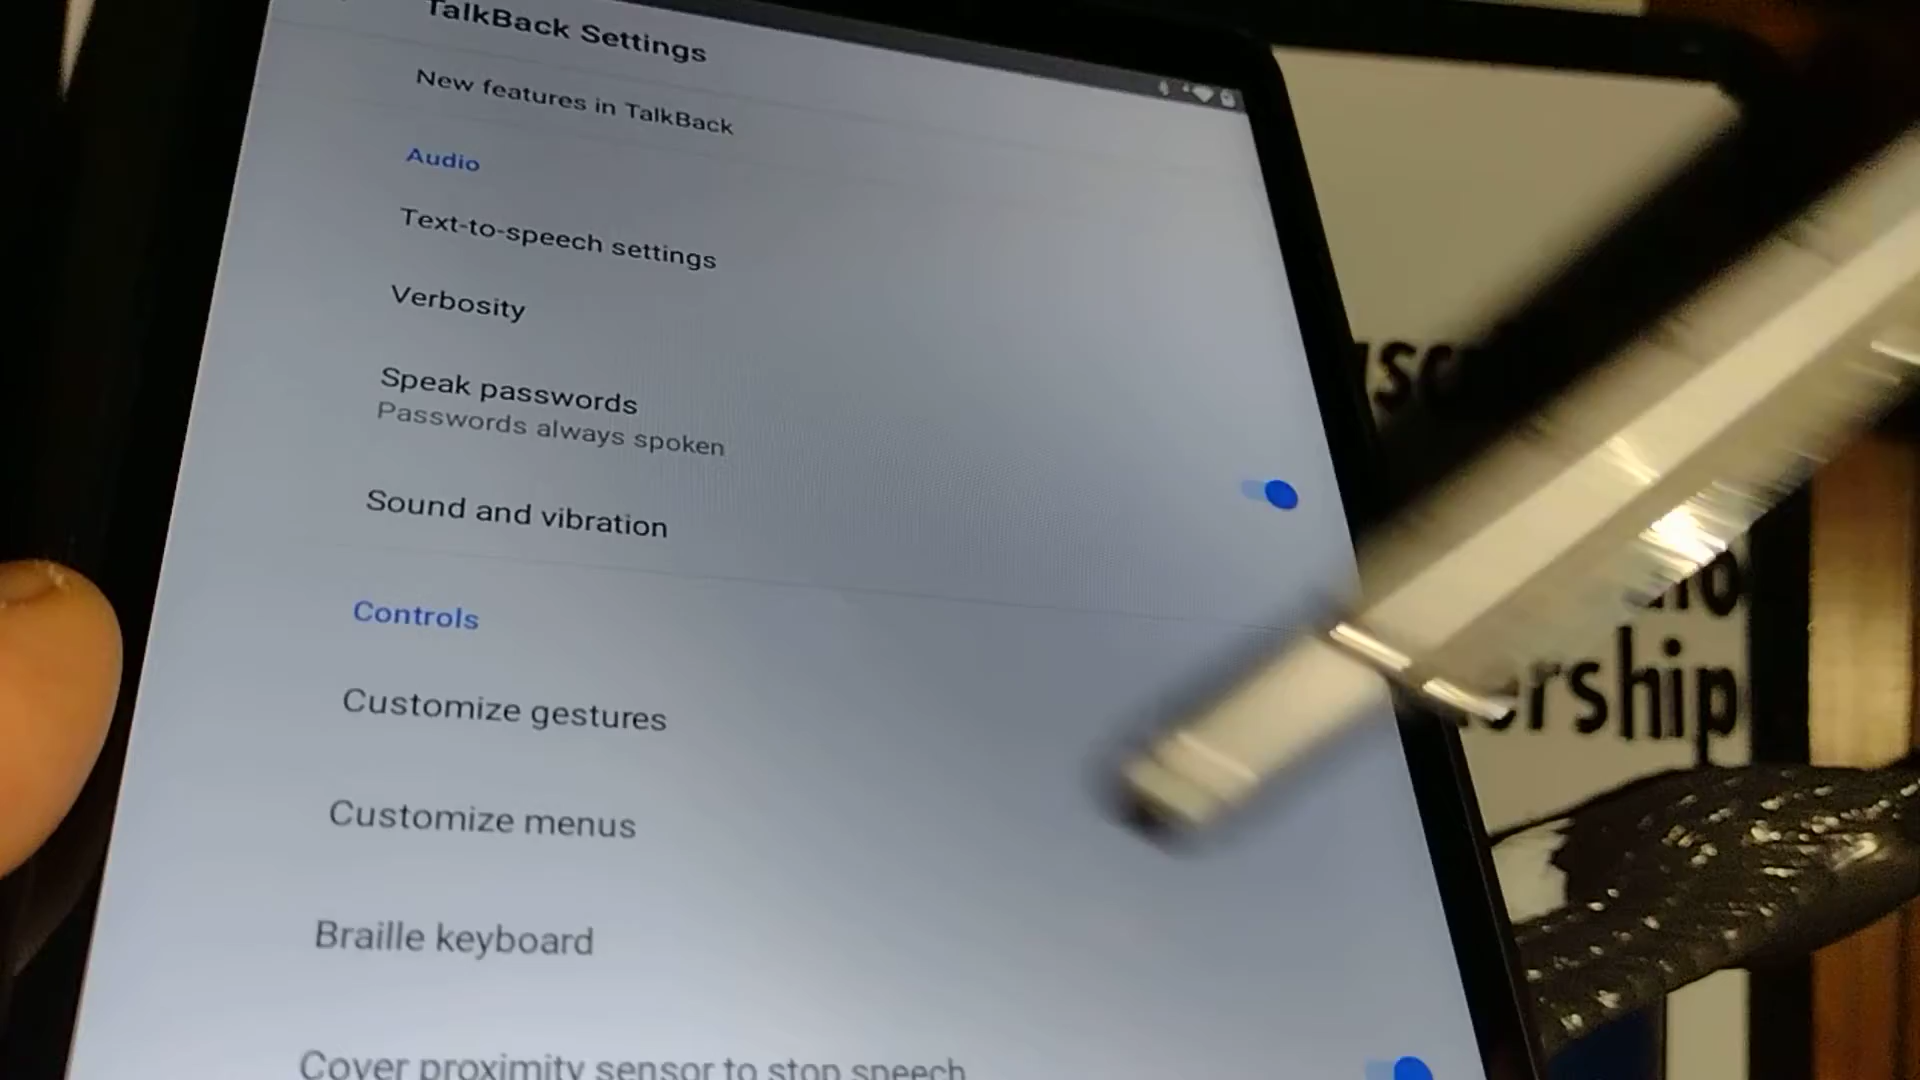 TalkBack Settings
New features in TalkBack
Audio
Text-to-speech settings
Verbosity
Speak passwords
Passwords always spoken
Sound and vibration
Controls
Customize gestures
Customize menus
Braille keyboard
Cover proximity sensor to stop speech